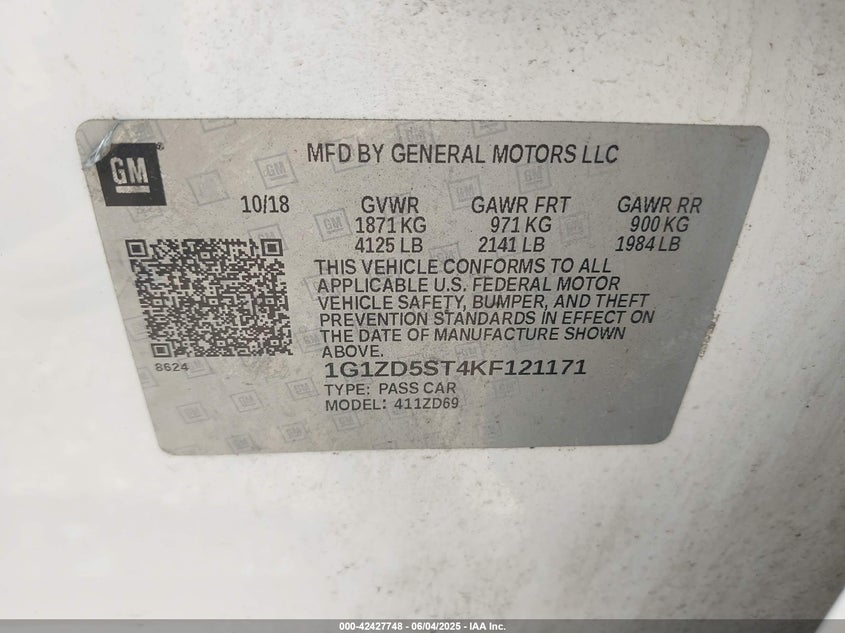 GM
MFD BY GENERAL MOTORS LLC
10/18 GVWR GAWR FRT GAWR RR
1871 KG 971 KG 900 KG
4125 LB 2141 LB 1984 LB
THIS VEHICLE CONFORMS TO ALL
APPLICABLE U.S. FEDERAL MOTOR
VEHICLE SAFETY, BUMPER, AND THEFT
PREVENTION STANDARDS IN EFFECT ON
THE DATE OF MANUFACTURE SHOWN
ABOVE.
8624
1G1ZD5ST4KF121171
TYPE: PASS CAR
MODEL: 411ZD69
000-42427748 - 06/04/2025 - IAA Inc.